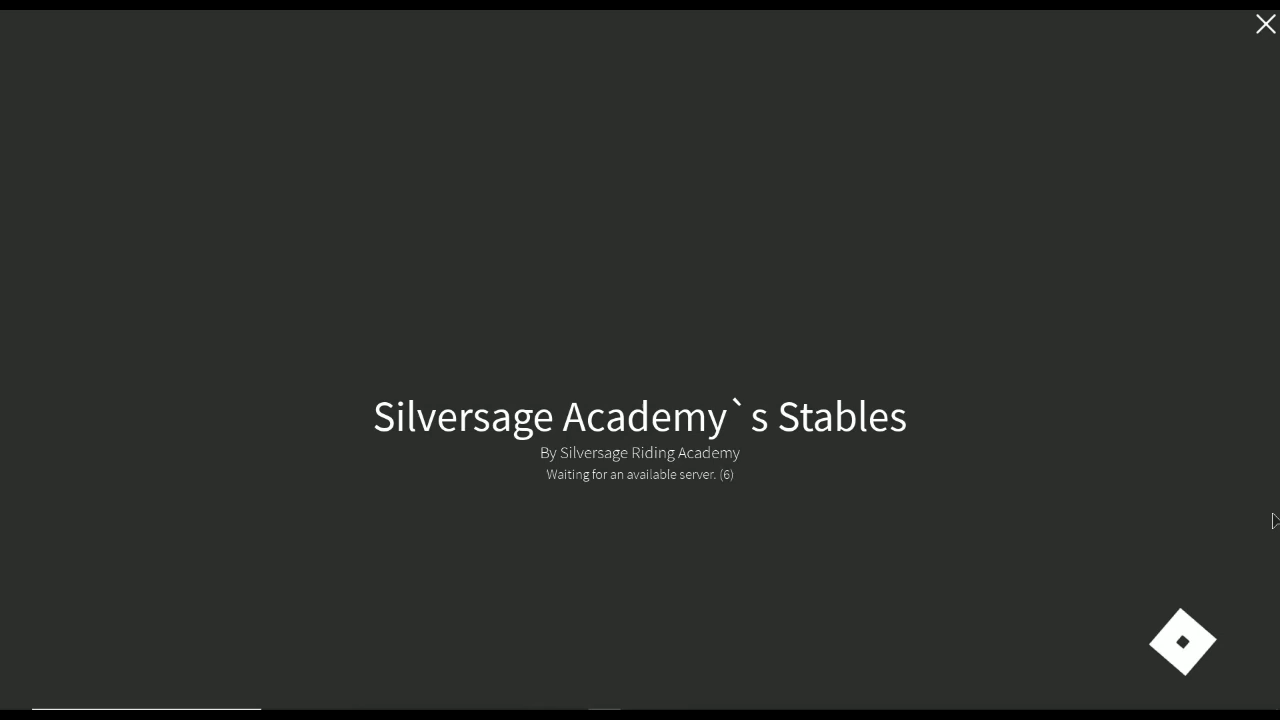 Silversage Academy`s Stables
By Silversage Riding Academy
Waiting for an available server. (6)